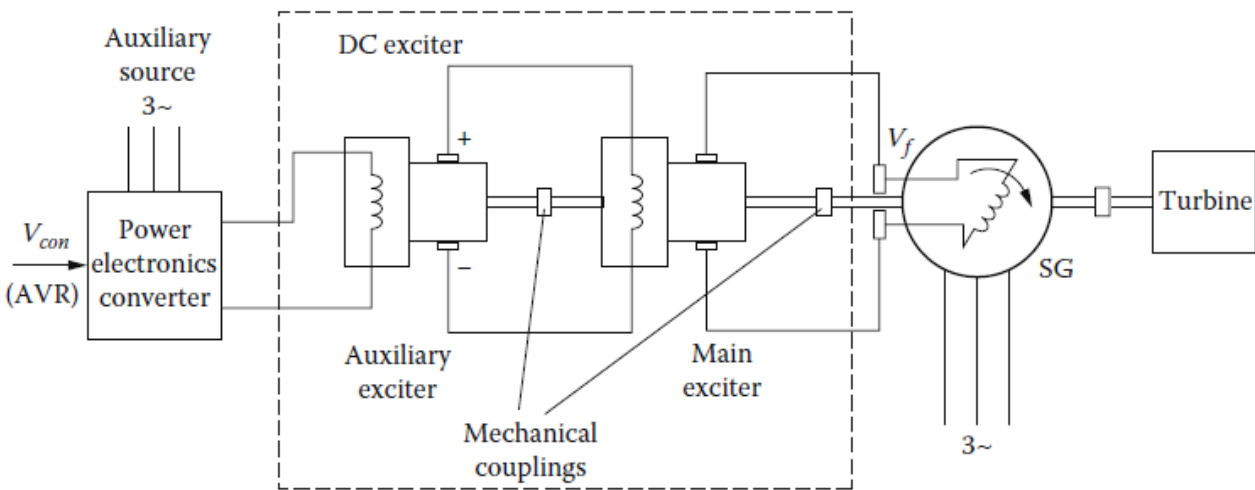 Auxiliary
source
3~
DC exciter
+
−
V_f
V_con
(AVR)
Power
electronics
converter
Turbine
SG
Auxiliary
exciter
Main
exciter
Mechanical
couplings
3~